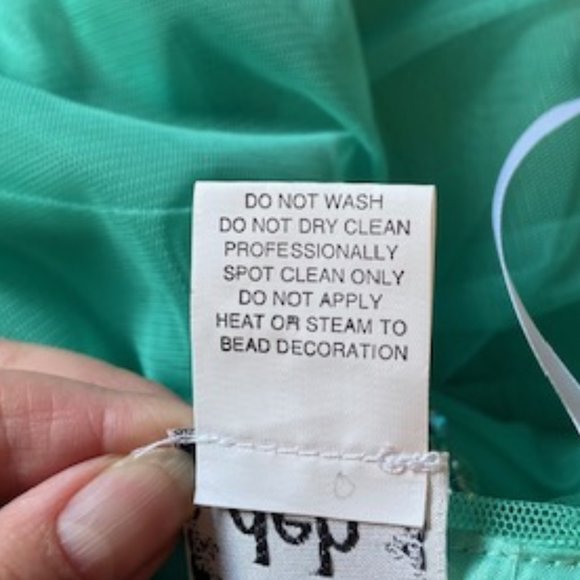 DO NOT WASH
DO NOT DRY CLEAN
PROFESSIONALLY
SPOT CLEAN ONLY
DO NOT APPLY
HEAT OR STEAM TO
BEAD DECORATION